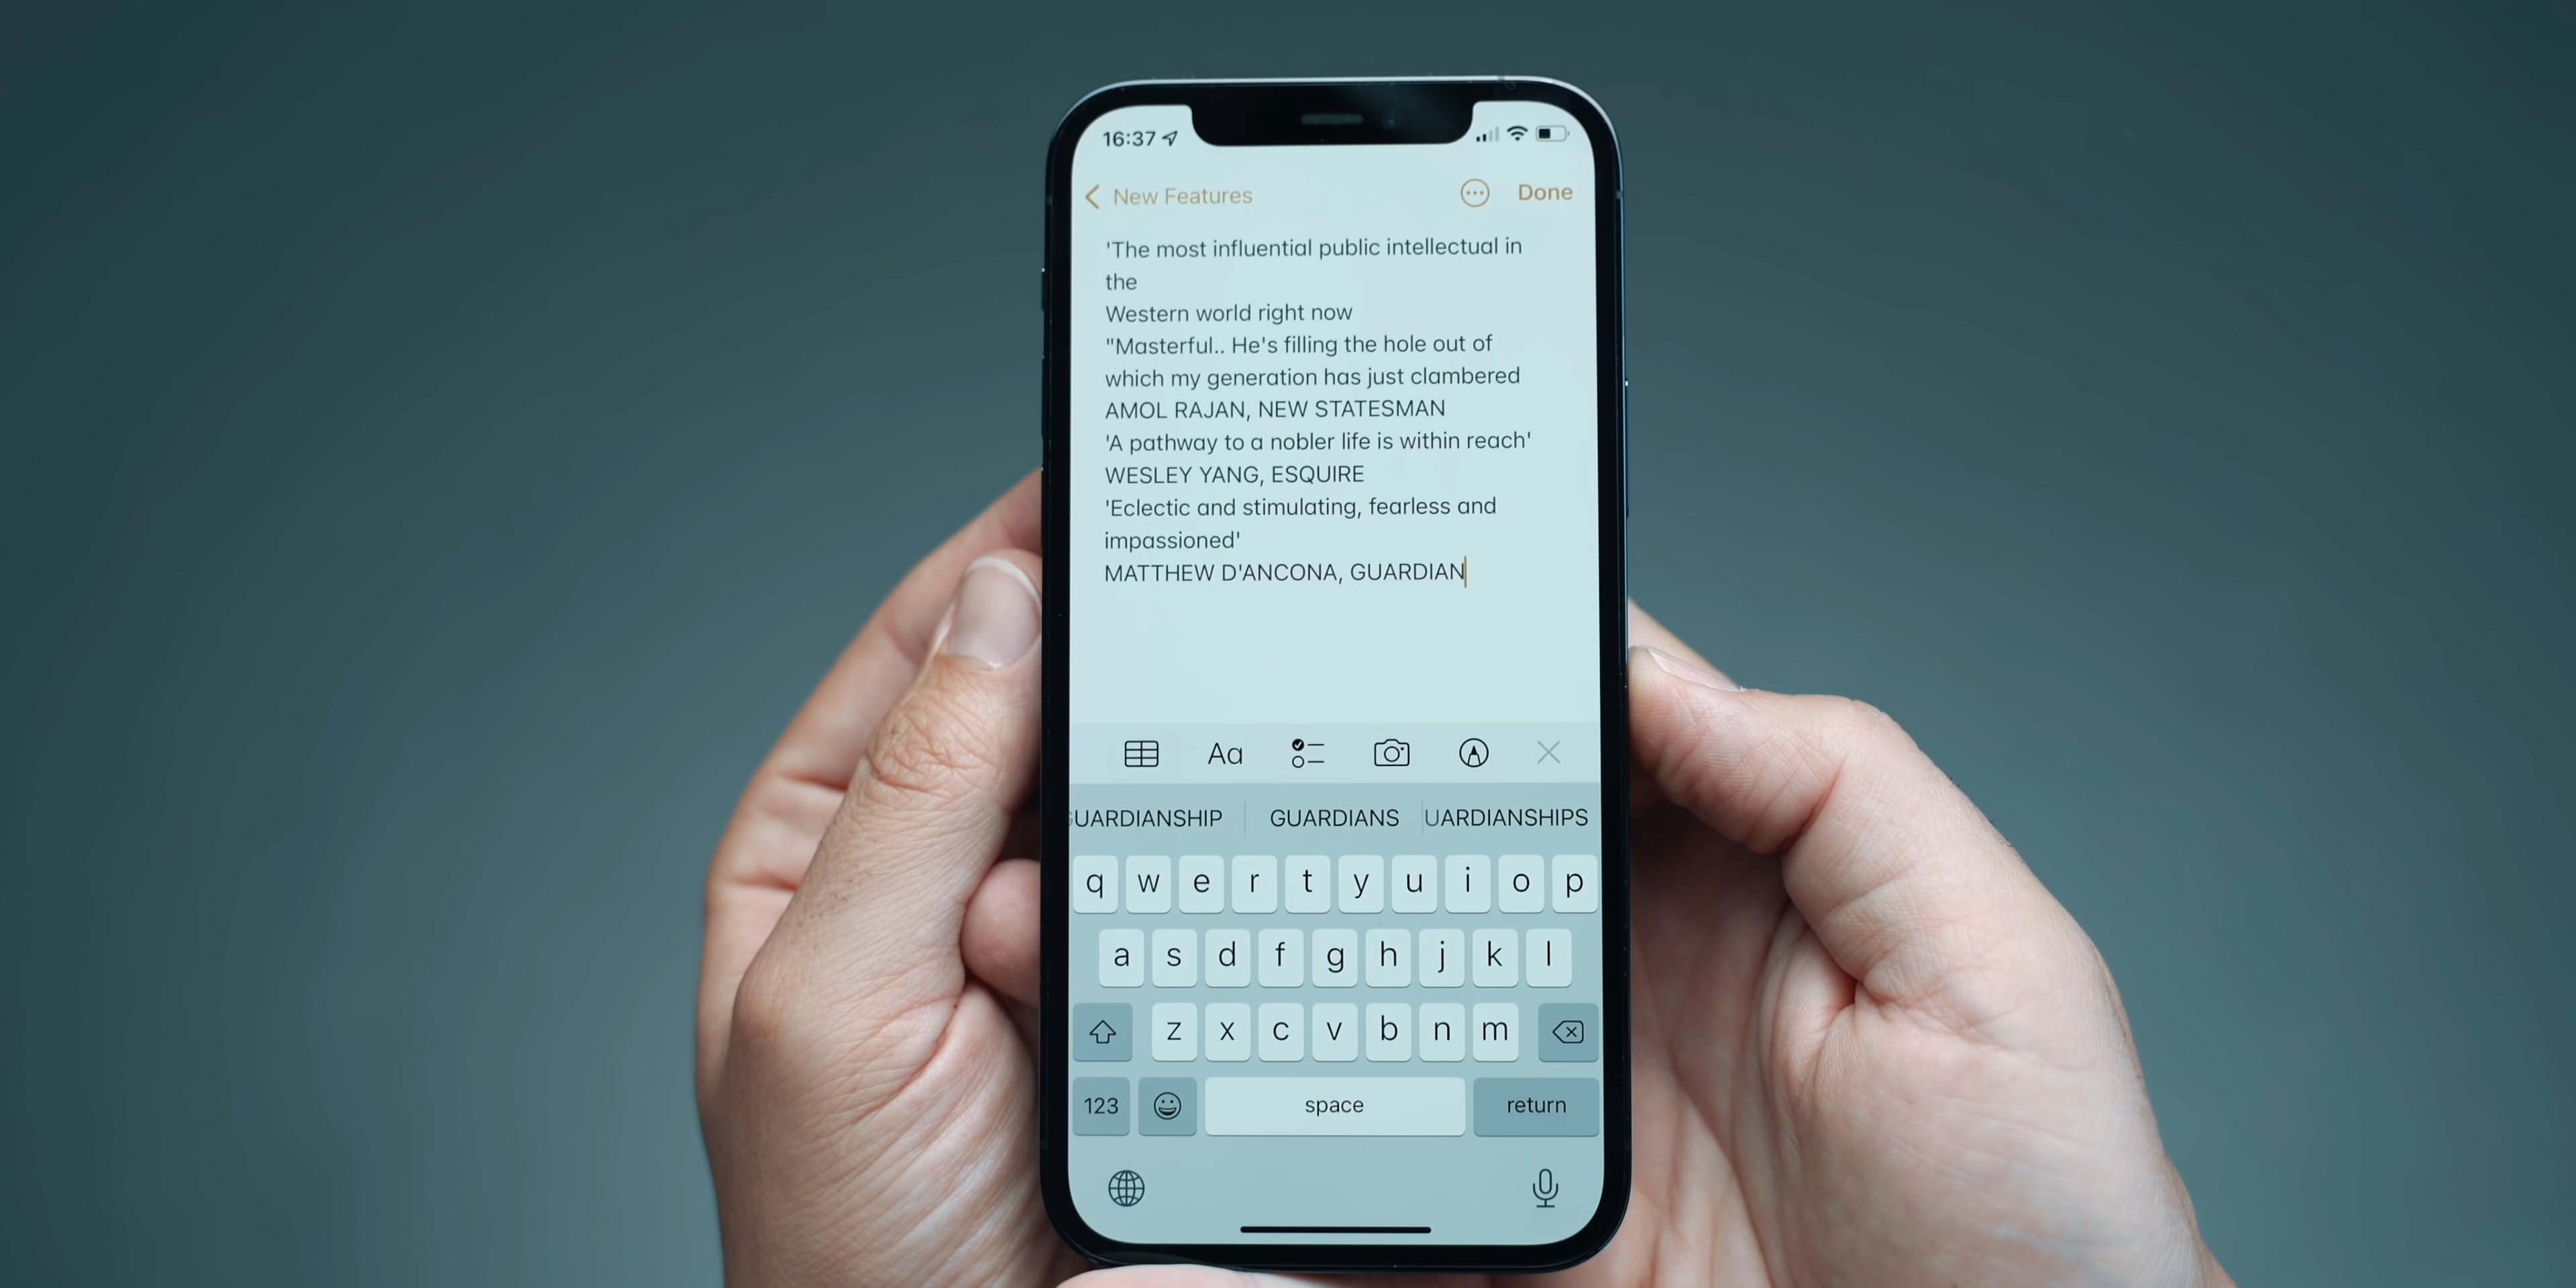 16:37
New Features
Done
'The most influential public intellectual in
the
Western world right now
"Masterful.. He's filling the hole out of
which my generation has just clambered
AMOL RAJAN, NEW STATESMAN
'A pathway to a nobler life is within reach'
WESLEY YANG, ESQUIRE
'Eclectic and stimulating, fearless and
impassioned'
MATTHEW D'ANCONA, GUARDIAN
Aa
GUARDIANSHIP GUARDIANS UARDIANSHIPS
q w e r t y u i o p
a s d f g h j k l
z x c v b n m
123 space return